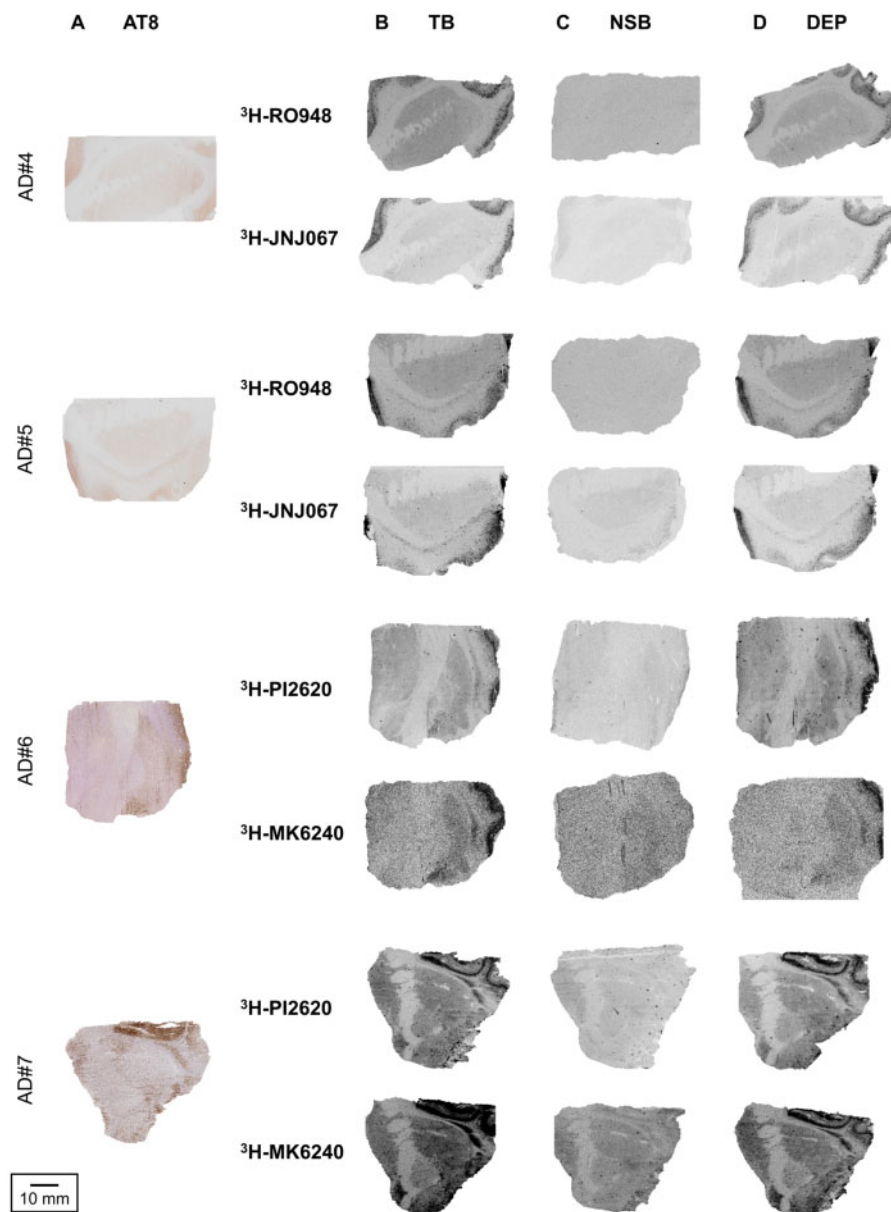 A AT8 B TB C NSB D DEP
AD#4
³H-RO948
³H-JNJ067
AD#5
³H-RO948
³H-JNJ067
AD#6
³H-PI2620
³H-MK6240
AD#7
³H-PI2620
³H-MK6240
10 mm